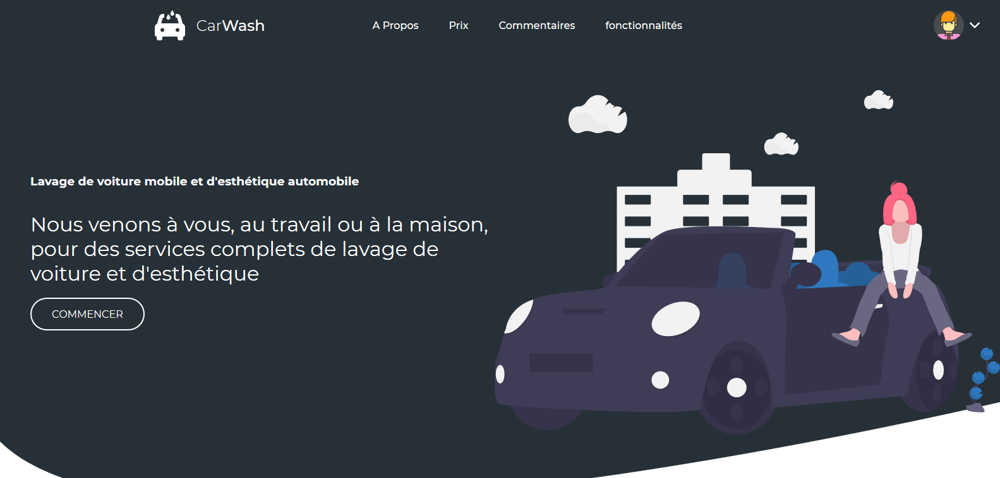 CarWash
A Propos
Prix
Commentaires
fonctionnalités
Lavage de voiture mobile et d'esthétique automobile
Nous venons à vous, au travail ou à la maison,
pour des services complets de lavage de
voiture et d'esthétique
COMMENCER